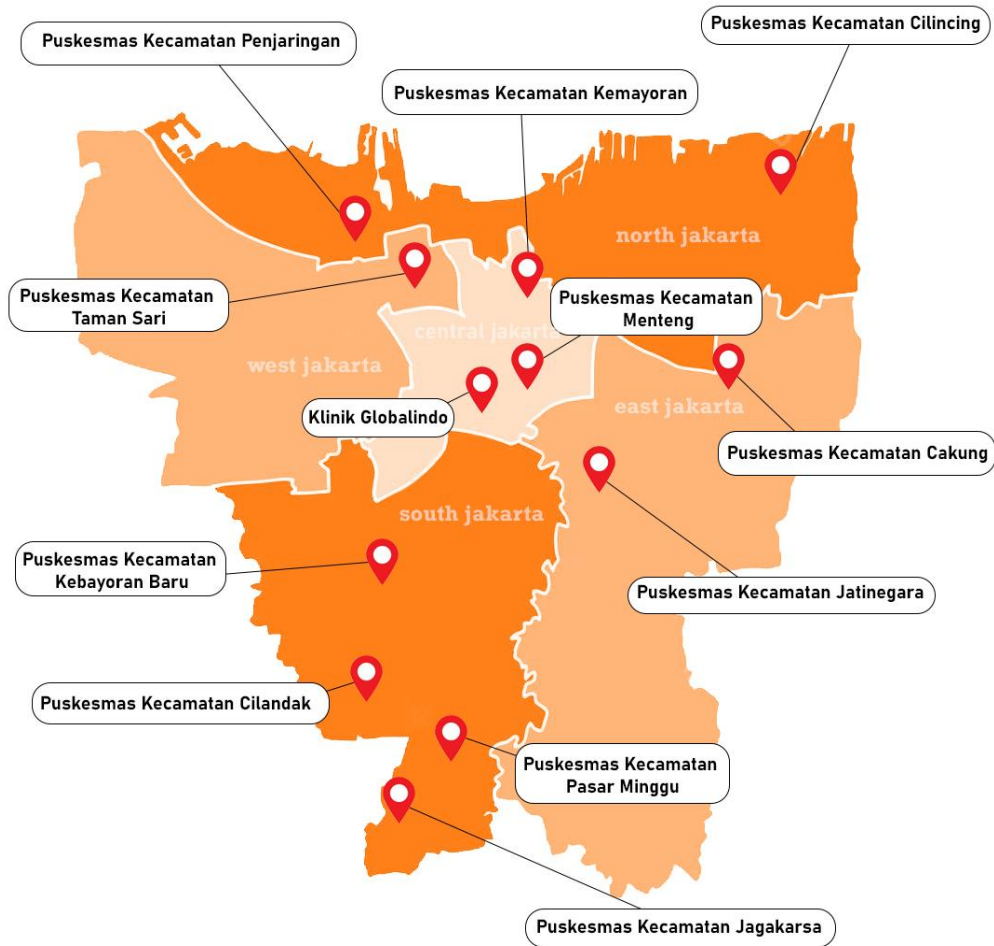 Puskesmas Kecamatan Cilincing
Puskesmas Kecamatan Penjaringan
Puskesmas Kecamatan Kemayoran
north jakarta
Puskesmas Kecamatan
Taman Sari
Puskesmas Kecamatan
Menteng
central jakarta
west jakarta
east jakarta
Klinik Globalindo
Puskesmas Kecamatan Cakung
south jakarta
Puskesmas Kecamatan
Kebayoran Baru
Puskesmas Kecamatan Jatinegara
Puskesmas Kecamatan Cilandak
Puskesmas Kecamatan
Pasar Minggu
Puskesmas Kecamatan Jagakarsa